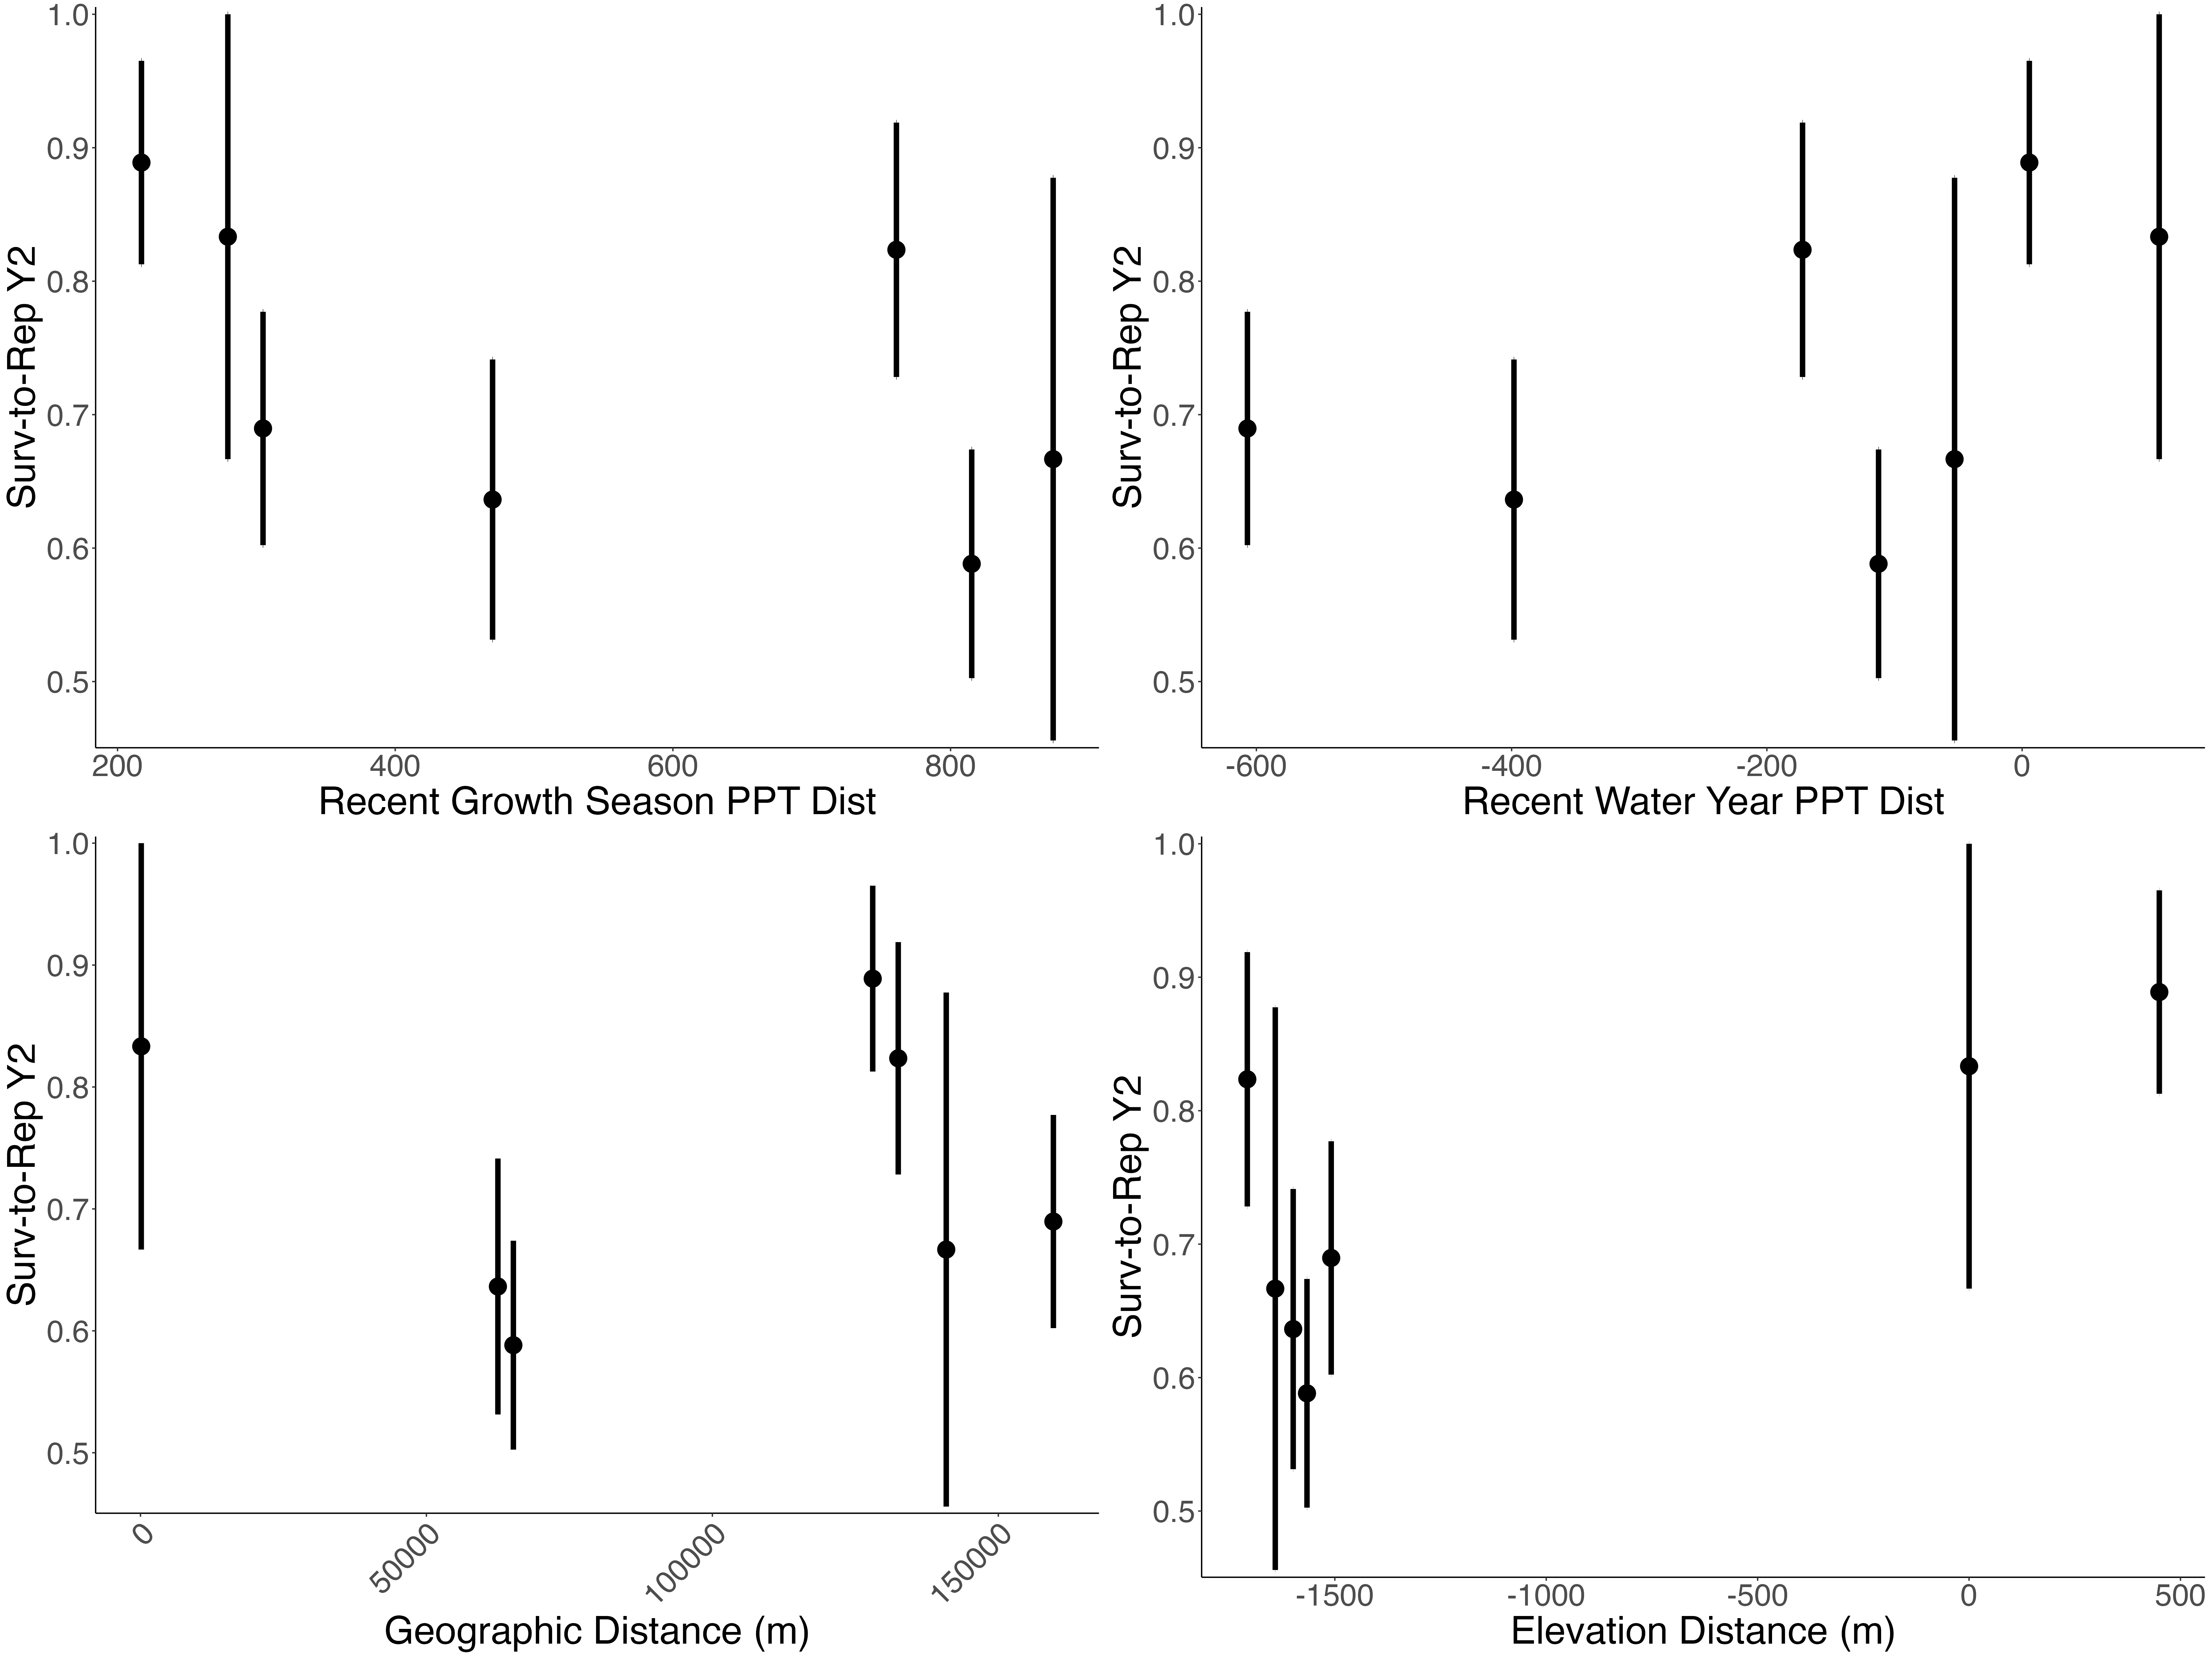 1.0
0.9
0.8
0.7
0.6
0.5
Surv-to-Rep Y2
200 400 600 800
Recent Growth Season PPT Dist
1.0
0.9
0.8
0.7
0.6
0.5
Surv-to-Rep Y2
-600 -400 -200 0
Recent Water Year PPT Dist
1.0
0.9
0.8
0.7
0.6
0.5
Surv-to-Rep Y2
0 50000 100000 150000
Geographic Distance (m)
1.0
0.9
0.8
0.7
0.6
0.5
Surv-to-Rep Y2
-1500 -1000 -500 0 500
Elevation Distance (m)